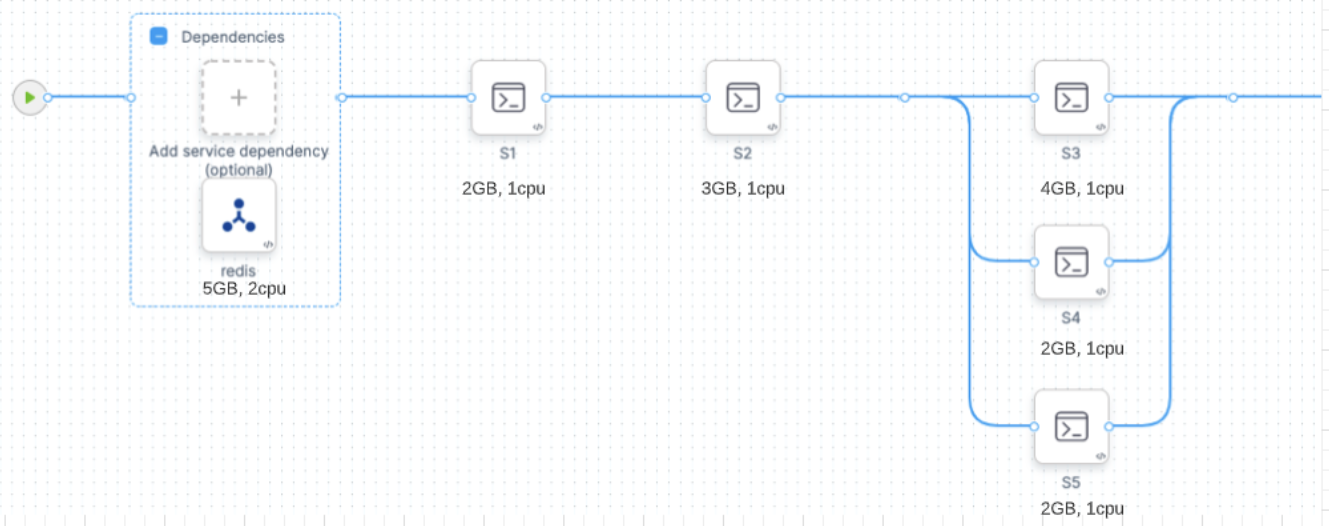 Dependencies
Add service dependency
(optional)
redis
5GB, 2cpu
S1
2GB, 1cpu
S2
3GB, 1cpu
S3
4GB, 1cpu
S4
2GB, 1cpu
S5
2GB, 1cpu